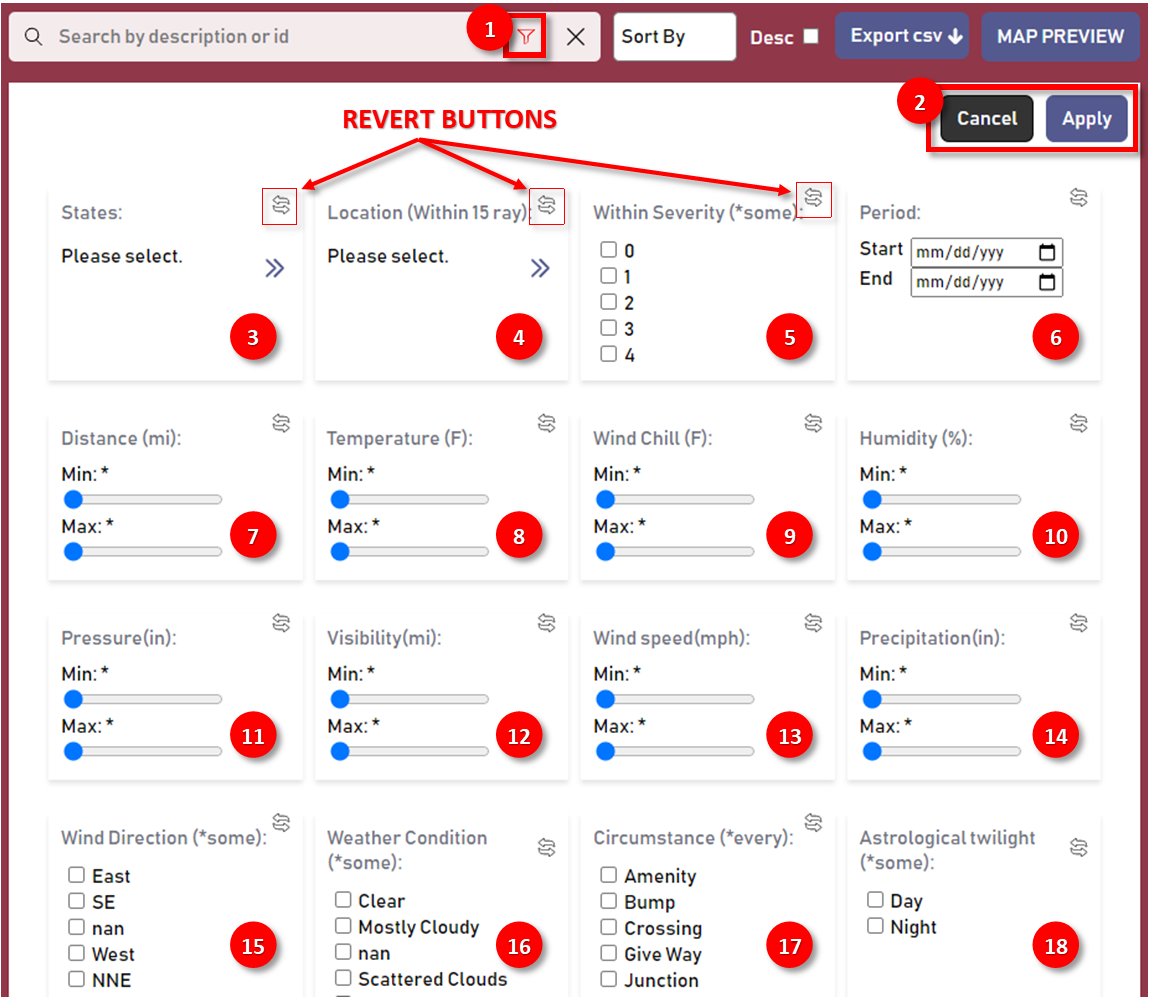 Search by description or id
1
Sort By
Desc
Export csv
MAP PREVIEW
2
Cancel
Apply
REVERT BUTTONS
States:
Please select.
3
Location (Within 15 ray):
Please select.
4
Within Severity (*some):
0
1
2
3
4
5
Period:
Start mm/dd/yyy
End mm/dd/yyy
6
Distance (mi):
Min: *
Max: *
7
Temperature (F):
Min: *
Max: *
8
Wind Chill (F):
Min: *
Max: *
9
Humidity (%):
Min: *
Max: *
10
Pressure(in):
Min: *
Max: *
11
Visibility(mi):
Min: *
Max: *
12
Wind speed(mph):
Min: *
Max: *
13
Precipitation(in):
Min: *
Max: *
14
Wind Direction (*some):
East
SE
nan
West
NNE
15
Weather Condition
(*some):
Clear
Mostly Cloudy
nan
Scattered Clouds
16
Circumstance (*every):
Amenity
Bump
Crossing
Give Way
Junction
17
Astrological twilight
(*some):
Day
Night
18